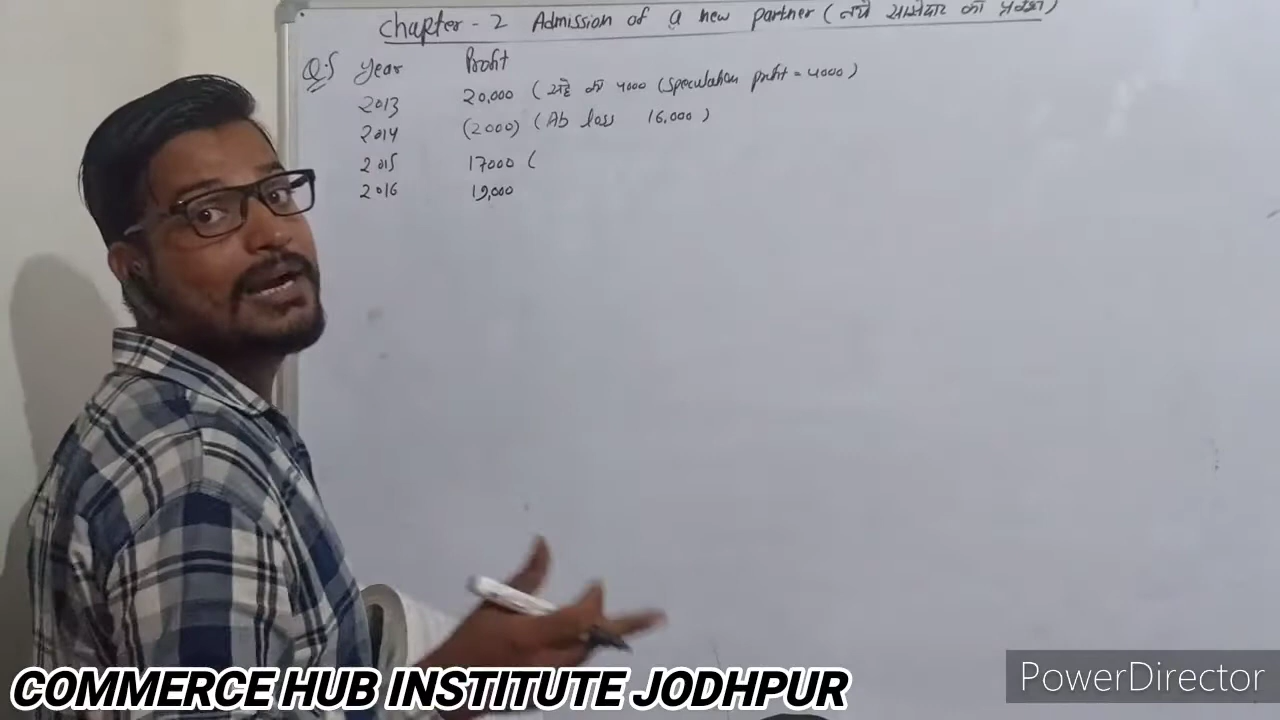 Chapter - 2 Admission of a new partner ( नये साझेदार का प्रवेश )
Q.5 Year Profit
2013 20,000 ( सट्टे का 4000 (Speculation profit = 4000 )
2014 (2000) (Ab loss 16,000 )
2015 17000 (
2016 19,000
COMMERCE HUB INSTITUTE JODHPUR
PowerDirector